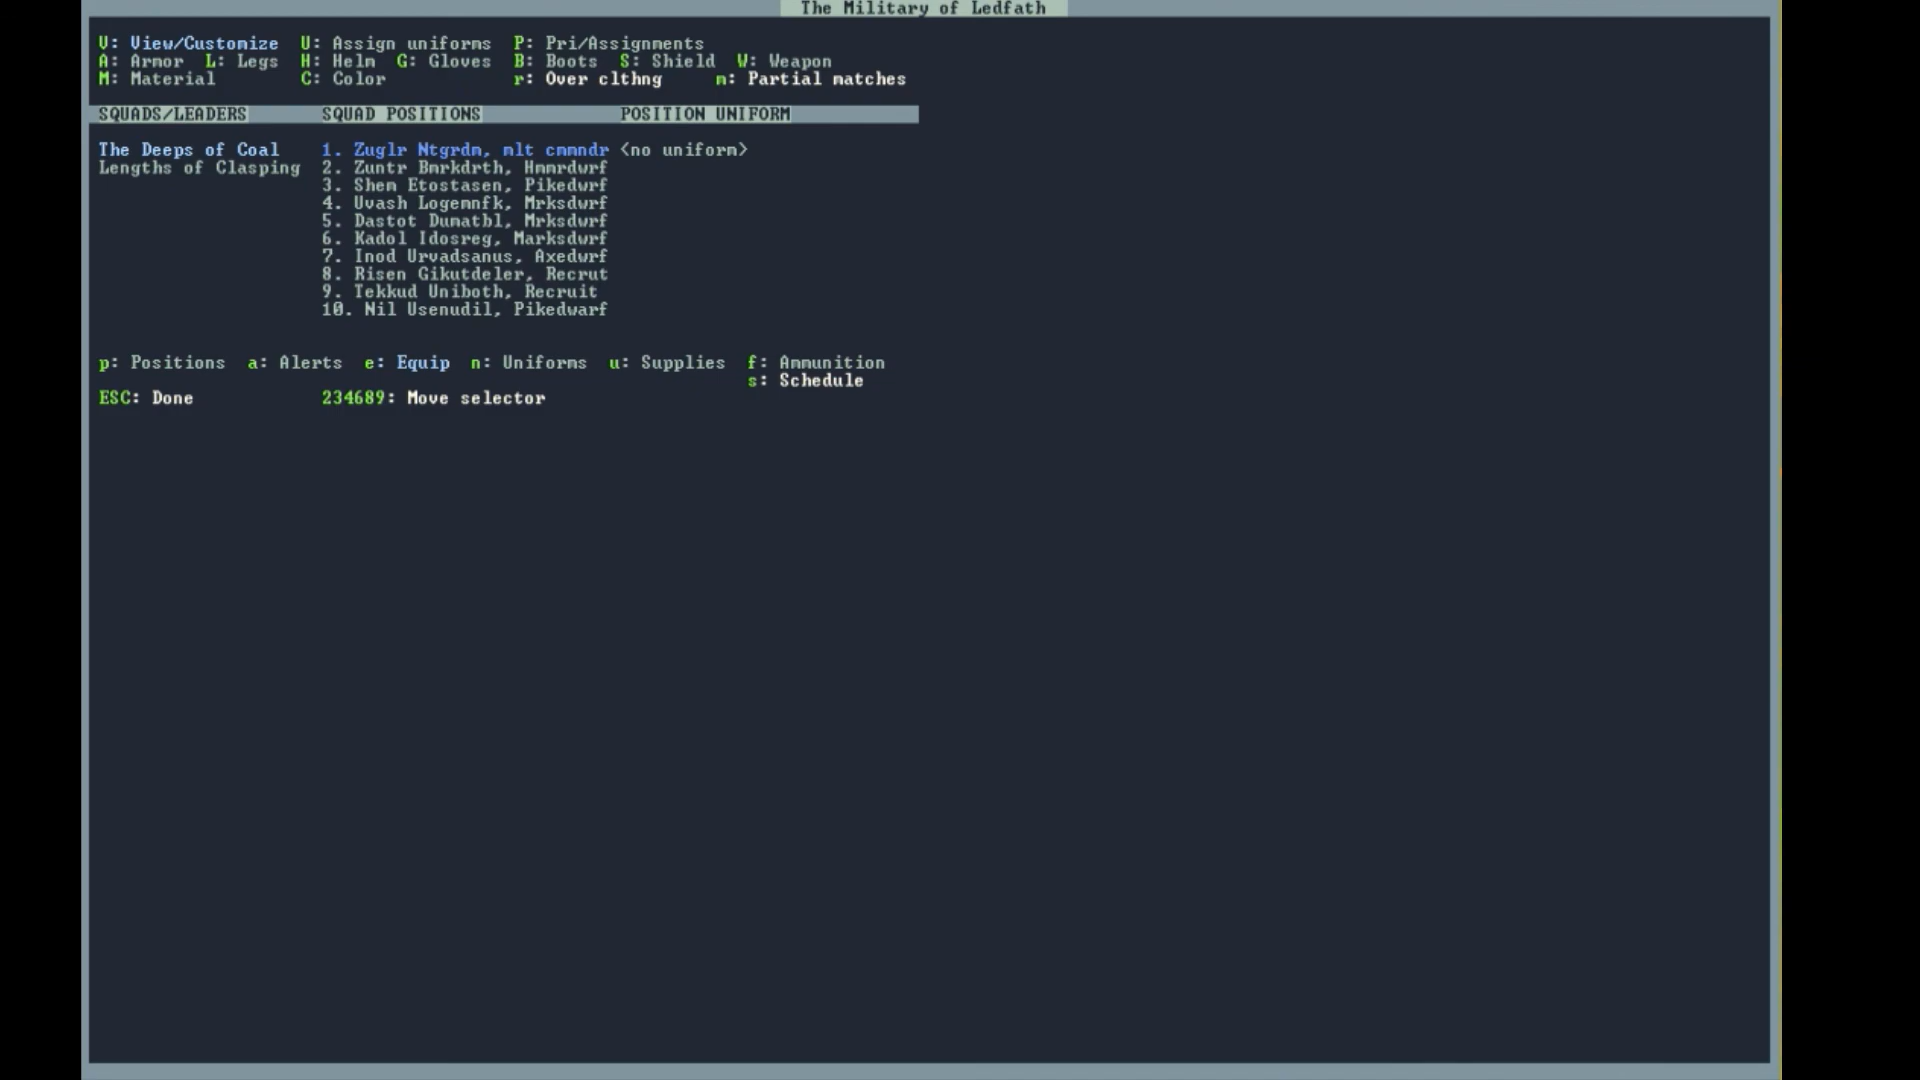 The Military of Ledfath
V: View/Customize U: Assign uniforms P: Pri/Assignments
A: Armor L: Legs H: Helm G: Gloves B: Boots S: Shield W: Weapon
M: Material C: Color r: Over clthng m: Partial matches
SQUADS/LEADERS SQUAD POSITIONS POSITION UNIFORM
The Deeps of Coal 1. Zuglr Ntgrdm, mlt cmmndr <no uniform>
Lengths of Clasping 2. Zuntr Bmrkdrth, Hmmrdwrf
3. Shem Etostasen, Pikedwrf
4. Uvash Logemnfk, Mrksdwrf
5. Dastot Dumatbl, Mrksdwrf
6. Kadol Idosreg, Marksdwrf
7. Inod Urvadsanus, Axedwrf
8. Risen Gikutdeler, Recrut
9. Tekkud Uniboth, Recruit
10. Nil Usenudil, Pikedwarf
p: Positions a: Alerts e: Equip n: Uniforms u: Supplies f: Ammunition
s: Schedule
ESC: Done 234689: Move selector